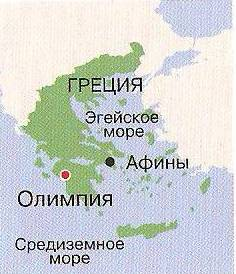 ГРЕЦИЯ
Эгейское
море
Афины
Олимпия
Средиземное
море